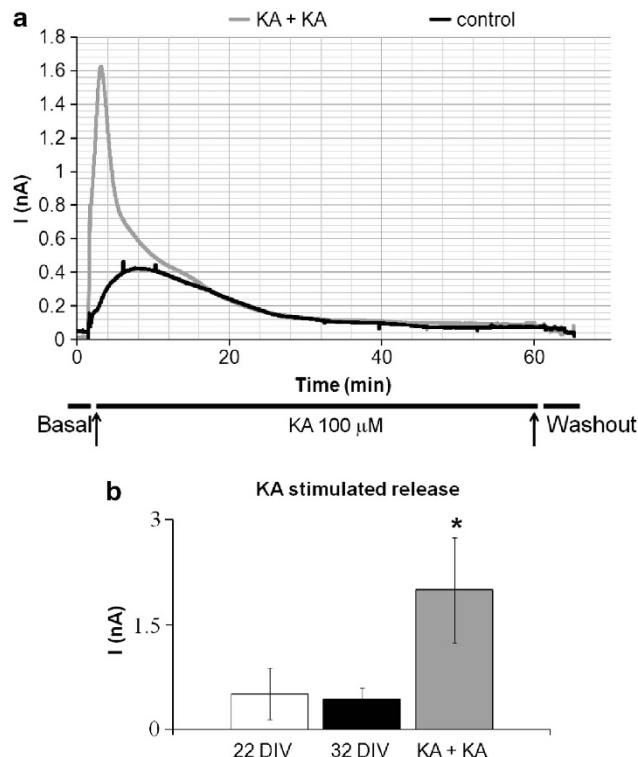 a
KA + KA control
1.8
1.6
1.4
1.2
1
0.8
0.6
0.4
0.2
0
I (nA)
0 20 40 60
Time (min)
Basal KA 100 μM Washout
b
KA stimulated release
*
3
1.5
0
I (nA)
22 DIV 32 DIV KA + KA